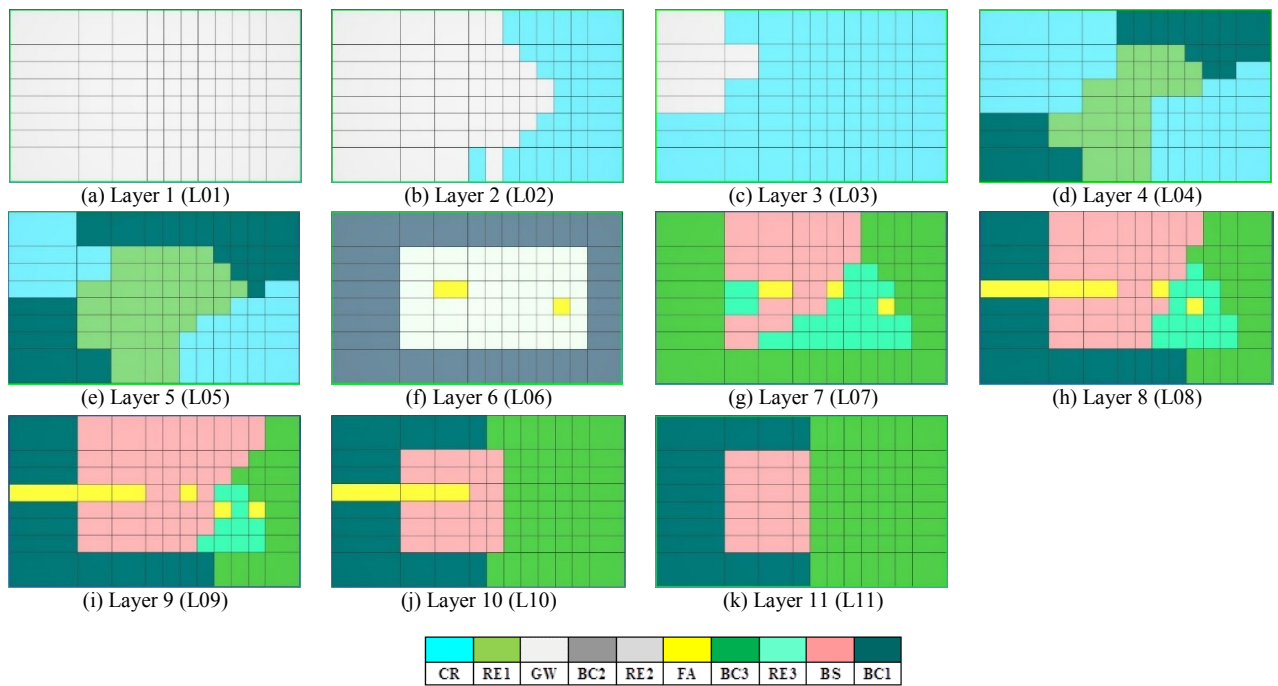 (a) Layer 1 (L01)
(b) Layer 2 (L02)
(c) Layer 3 (L03)
(d) Layer 4 (L04)
(e) Layer 5 (L05)
(f) Layer 6 (L06)
(g) Layer 7 (L07)
(h) Layer 8 (L08)
(i) Layer 9 (L09)
(j) Layer 10 (L10)
(k) Layer 11 (L11)
CR RE1 GW BC2 RE2 FA BC3 RE3 BS BC1